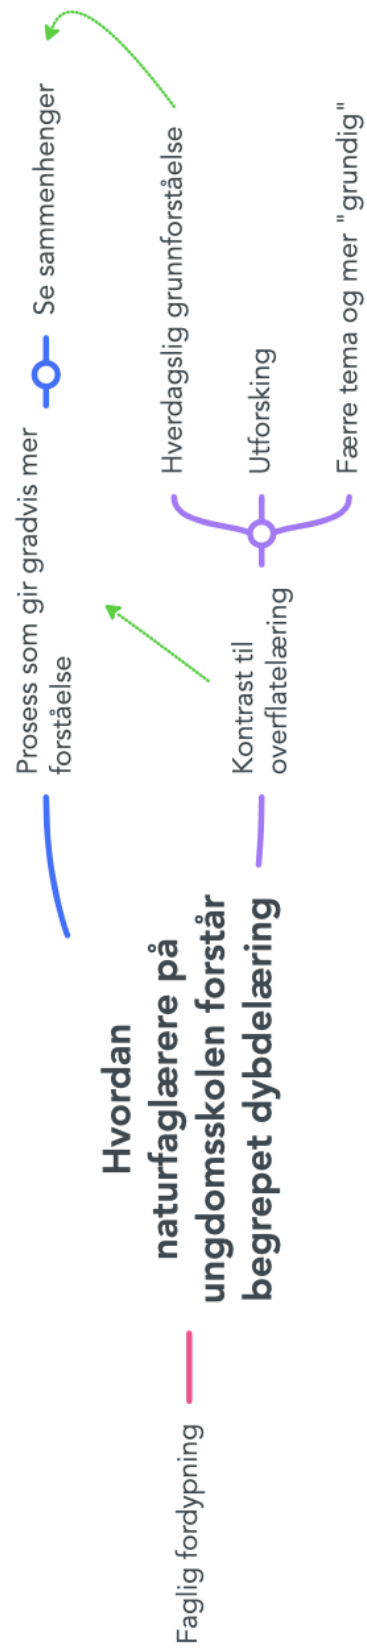 Faglig fordypning
Hvordan
naturfaglærere på
ungdomsskolen forstår
begrepet dybdelæring
Prosess som gir gradvis mer
forståelse
Se sammenhenger
Kontrast til
overflatelæring
Hverdagslig grunnforståelse
Utforsking
Færre tema og mer "grundig"